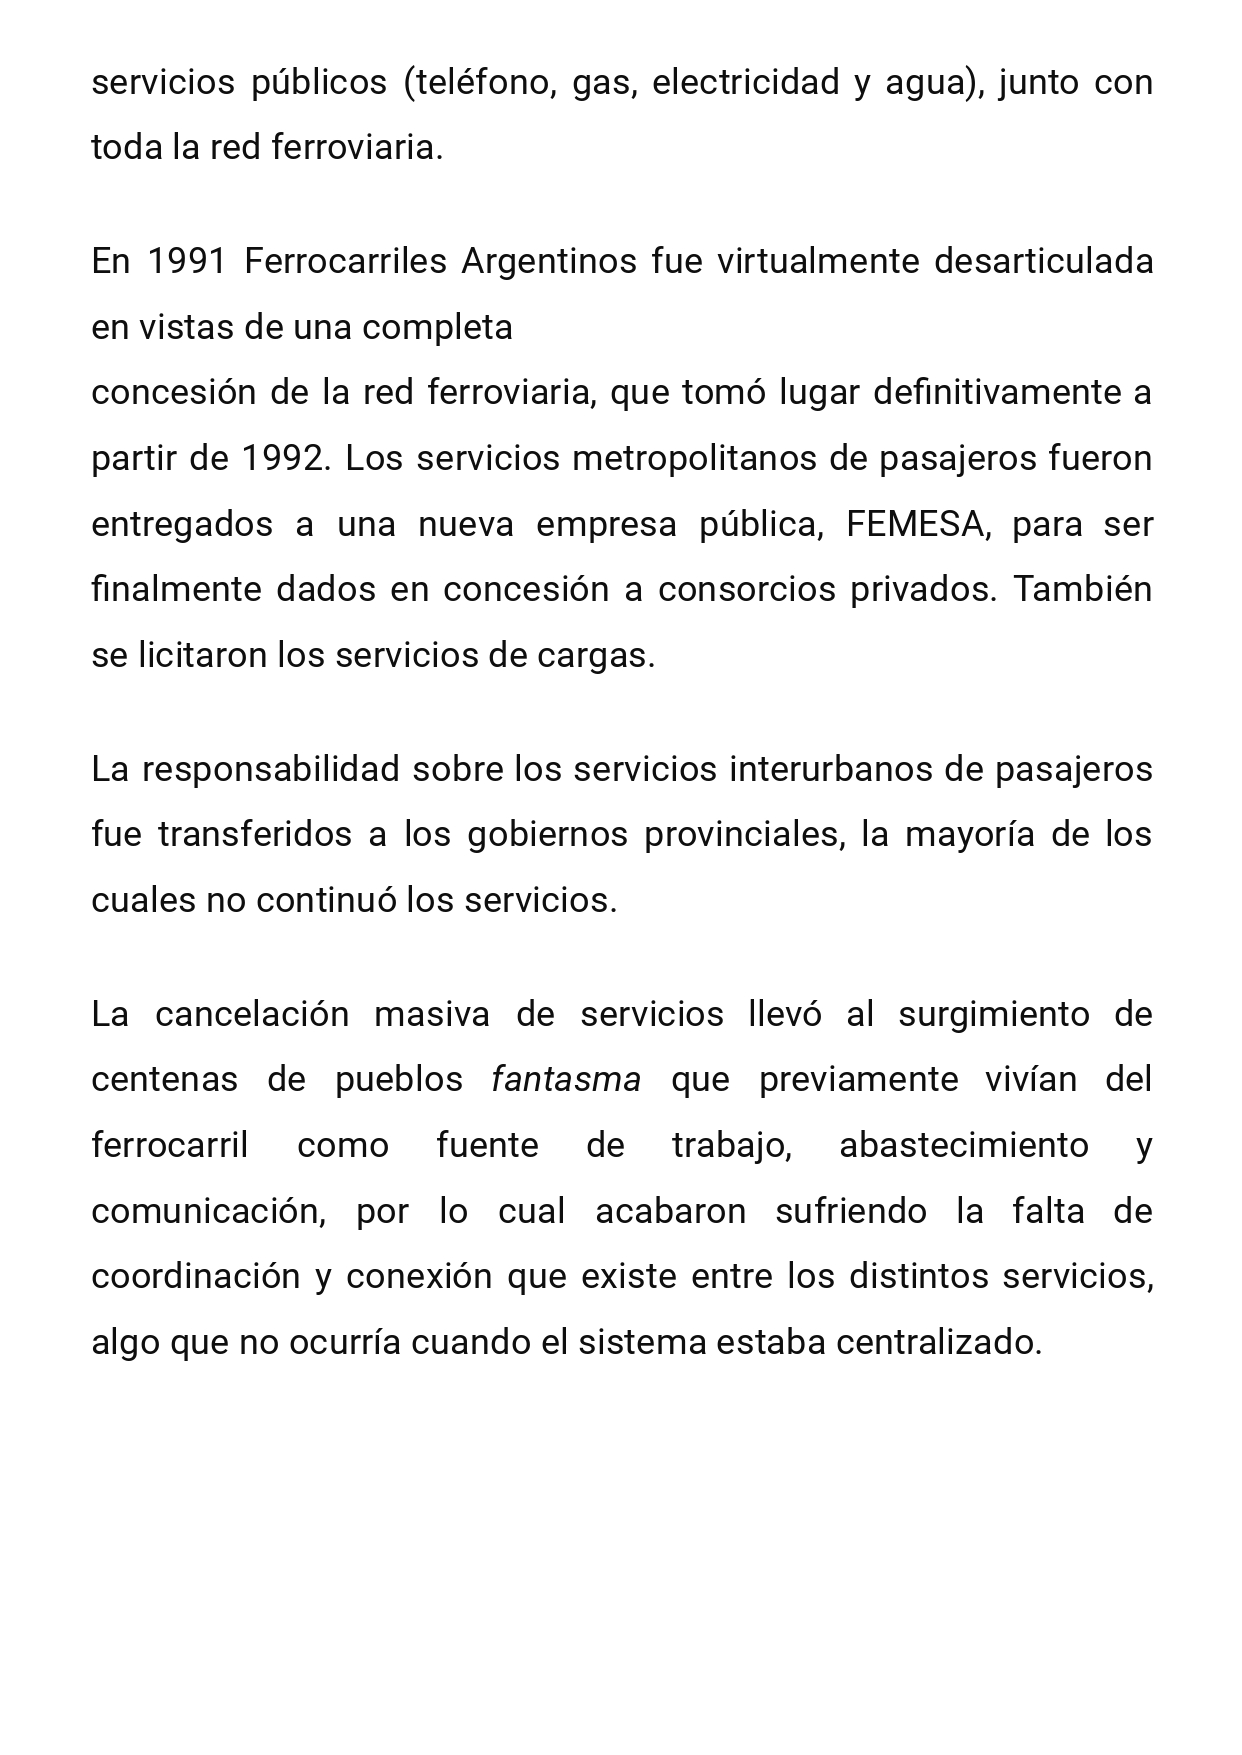 servicios públicos (teléfono, gas, electricidad y agua), junto con
toda la red ferroviaria.
En 1991 Ferrocarriles Argentinos fue virtualmente desarticulada
en vistas de una completa
concesión de la red ferroviaria, que tomó lugar definitivamente a
partir de 1992. Los servicios metropolitanos de pasajeros fueron
entregados a una nueva empresa pública, FEMESA, para ser
finalmente dados en concesión a consorcios privados. También
se licitaron los servicios de cargas.
La responsabilidad sobre los servicios interurbanos de pasajeros
fue transferidos a los gobiernos provinciales, la mayoría de los
cuales no continuó los servicios.
La cancelación masiva de servicios llevó al surgimiento de
centenas de pueblos fantasma que previamente vivían del
ferrocarril como fuente de trabajo, abastecimiento y
comunicación, por lo cual acabaron sufriendo la falta de
coordinación y conexión que existe entre los distintos servicios,
algo que no ocurría cuando el sistema estaba centralizado.